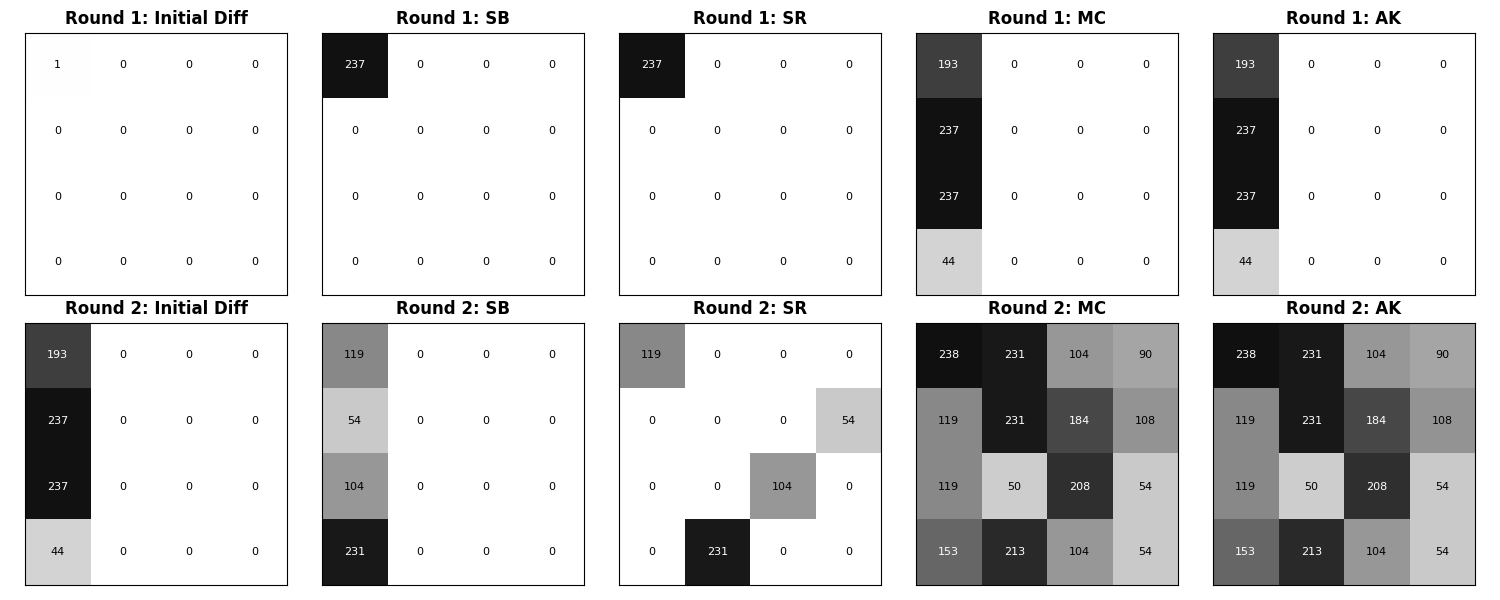 Round 1: Initial Diff Round 1: SB Round 1: SR Round 1: MC Round 1: AK
1 0 0 0 237 0 0 0 237 0 0 0 193 0 0 0 193 0 0 0
0 0 0 0 0 0 0 0 0 0 0 0 237 0 0 0 237 0 0 0
0 0 0 0 0 0 0 0 0 0 0 0 237 0 0 0 237 0 0 0
0 0 0 0 0 0 0 0 0 0 0 0 44 0 0 0 44 0 0 0
Round 2: Initial Diff Round 2: SB Round 2: SR Round 2: MC Round 2: AK
193 0 0 0 119 0 0 0 119 0 0 0 238 231 104 90 238 231 104 90
237 0 0 0 54 0 0 0 0 0 0 54 119 231 184 108 119 231 184 108
237 0 0 0 104 0 0 0 0 0 104 0 119 50 208 54 119 50 208 54
44 0 0 0 231 0 0 0 0 231 0 0 153 213 104 54 153 213 104 54